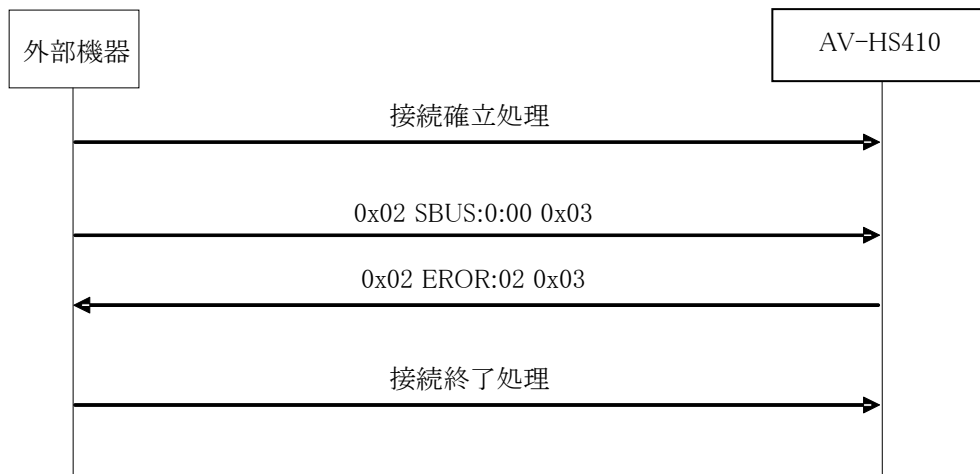 外部機器
AV-HS410
接続確立処理
0x02 SBUS:0:00 0x03
0x02 EROR:02 0x03
接続終了処理